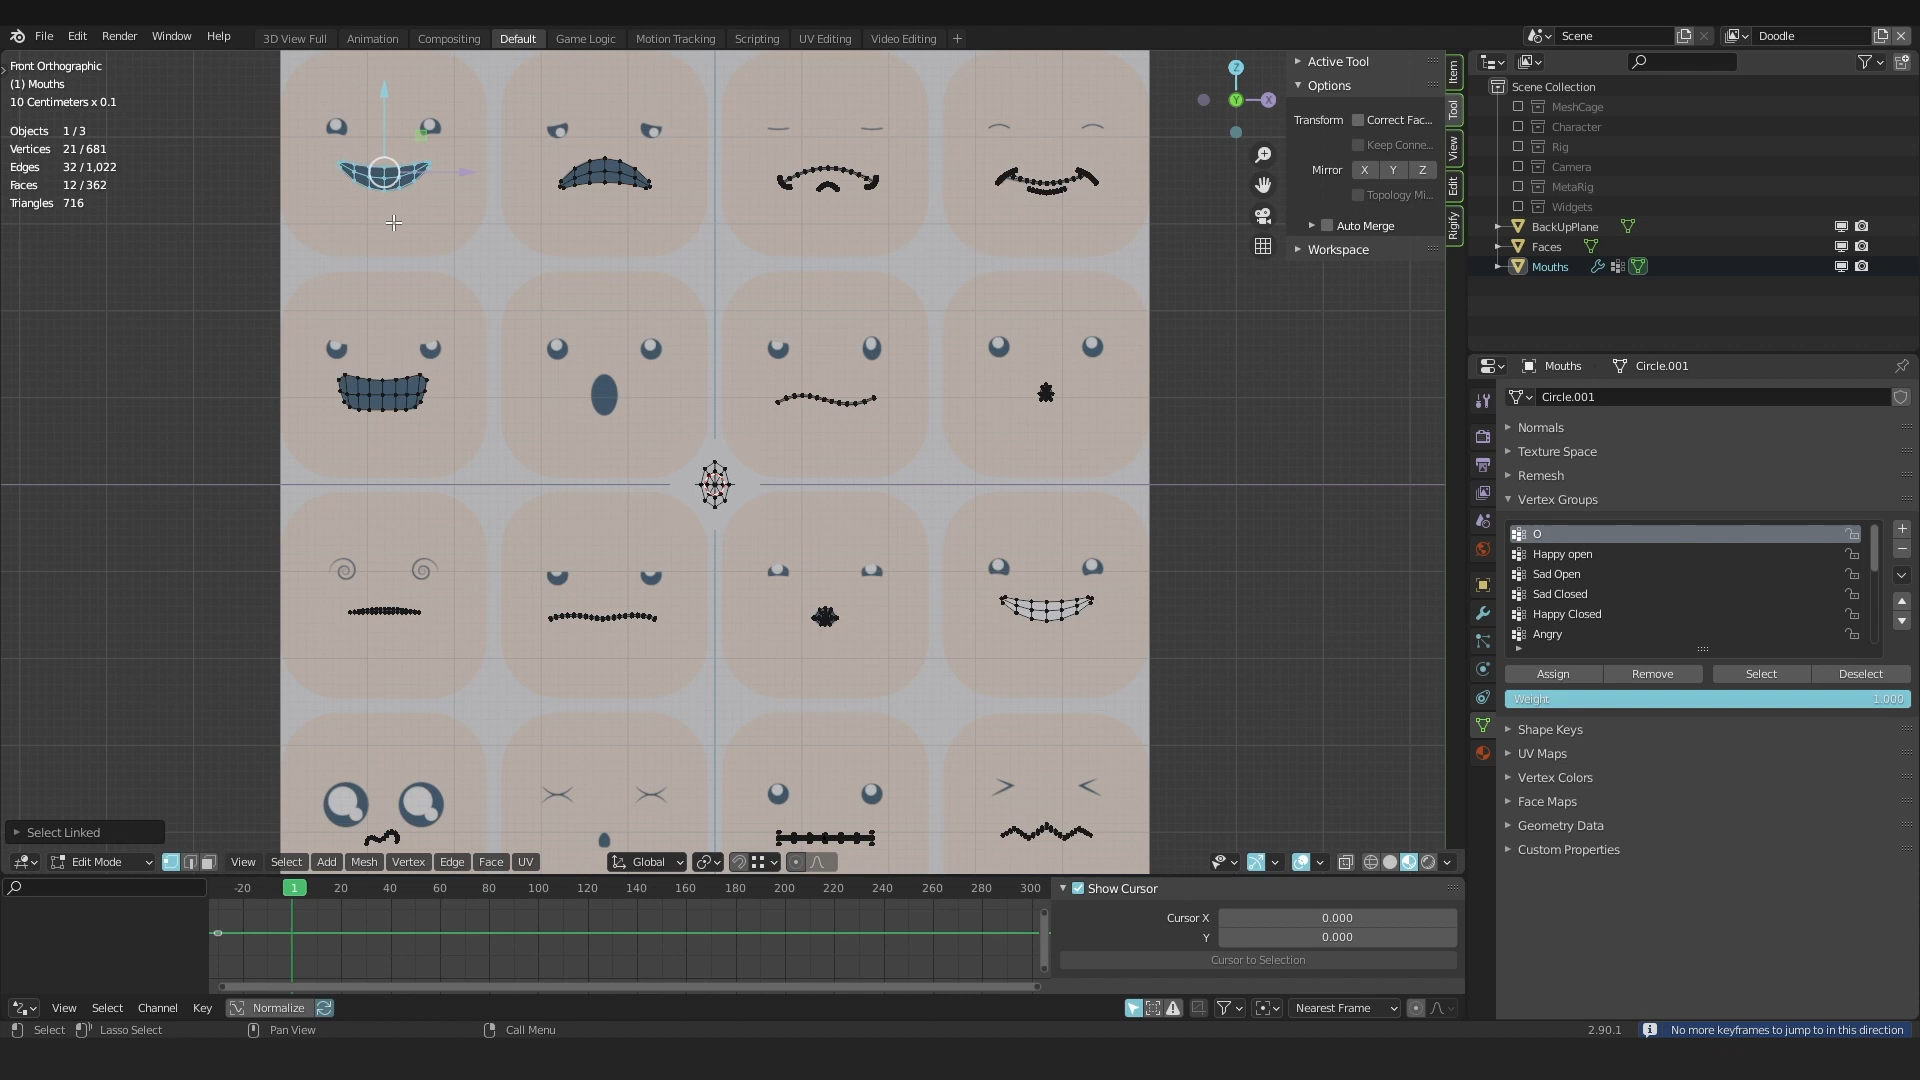 File Edit Render Window Help
3D View Full Animation Compositing Default Game Logic Motion Tracking Scripting UV Editing Video Editing +
Scene
Doodle
Front Orthographic
(1) Mouths
10 Centimeters x 0.1
Objects 1 / 3
Vertices 21 / 681
Edges 32 / 1,022
Faces 12 / 362
Triangles 716
Z
Y
X
Active Tool
Options
Transform Correct Fac...
Keep Conne...
Mirror X Y Z
Topology Mi...
Auto Merge
Workspace
Item
Tool
View
Edit
Rigify
Scene Collection
MeshCage
Character
Rig
Camera
MetaRig
Widgets
BackUpPlane
Faces
Mouths
Mouths Circle.001
Circle.001
Normals
Texture Space
Remesh
Vertex Groups
O
Happy open
Sad Open
Sad Closed
Happy Closed
Angry
Assign Remove Select Deselect
Weight 1.000
Shape Keys
UV Maps
Vertex Colors
Face Maps
Geometry Data
Custom Properties
Select Linked
Edit Mode View Select Add Mesh Vertex Edge Face UV Global
-20 1 20 40 60 80 100 120 140 160 180 200 220 240 260 280 300
Show Cursor
Cursor X 0.000
Y 0.000
Cursor to Selection
View Select Channel Key Normalize Nearest Frame
Select Lasso Select Pan View Call Menu 2.90.1 No more keyframes to jump to in this direction